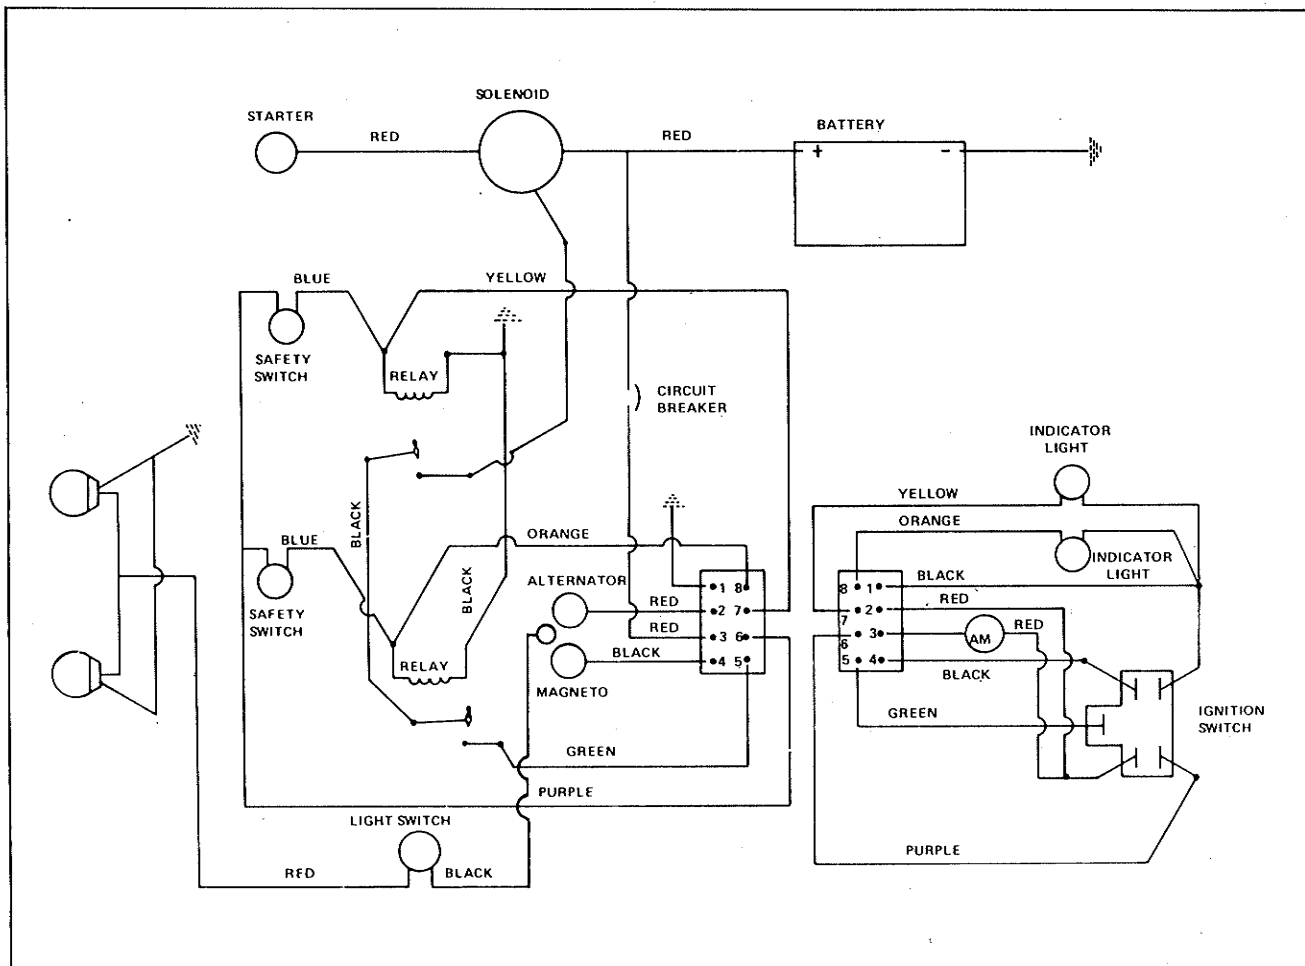 SOLENOID
STARTER
RED
RED
BATTERY
+
−
BLUE
YELLOW
SAFETY
SWITCH
RELAY
CIRCUIT
BREAKER
INDICATOR
LIGHT
YELLOW
ORANGE
INDICATOR
LIGHT
BLACK
BLUE
ORANGE
BLACK
SAFETY
SWITCH
ALTERNATOR
RED
RED
BLACK
MAGNETO
RELAY
1 8
2 7
3 6
4 5
8 1
2
7
3
6
5 4
BLACK
RED
RED
AM
BLACK
GREEN
IGNITION
SWITCH
GREEN
PURPLE
LIGHT SWITCH
RED
BLACK
PURPLE